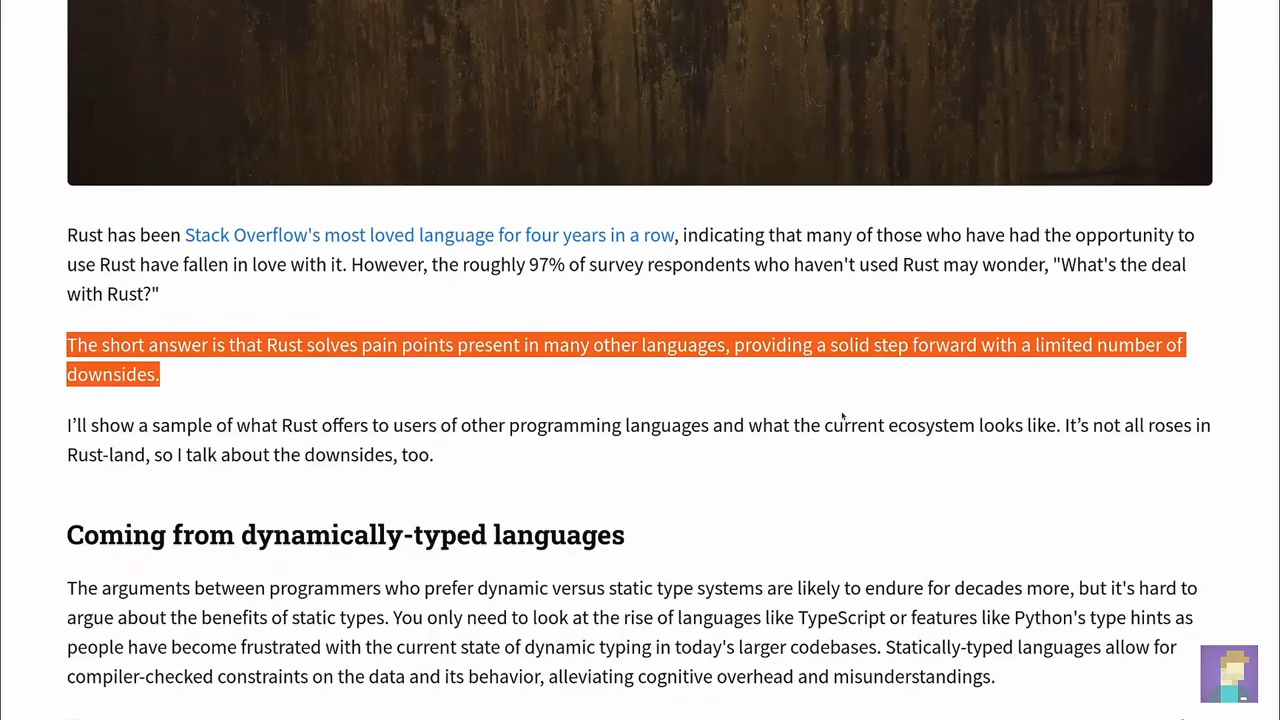 Rust has been Stack Overflow's most loved language for four years in a row, indicating that many of those who have had the opportunity to
use Rust have fallen in love with it. However, the roughly 97% of survey respondents who haven't used Rust may wonder, "What's the deal
with Rust?"
The short answer is that Rust solves pain points present in many other languages, providing a solid step forward with a limited number of
downsides.
I’ll show a sample of what Rust offers to users of other programming languages and what the current ecosystem looks like. It’s not all roses in
Rust-land, so I talk about the downsides, too.
Coming from dynamically-typed languages
The arguments between programmers who prefer dynamic versus static type systems are likely to endure for decades more, but it's hard to
argue about the benefits of static types. You only need to look at the rise of languages like TypeScript or features like Python's type hints as
people have become frustrated with the current state of dynamic typing in today's larger codebases. Statically-typed languages allow for
compiler-checked constraints on the data and its behavior, alleviating cognitive overhead and misunderstandings.